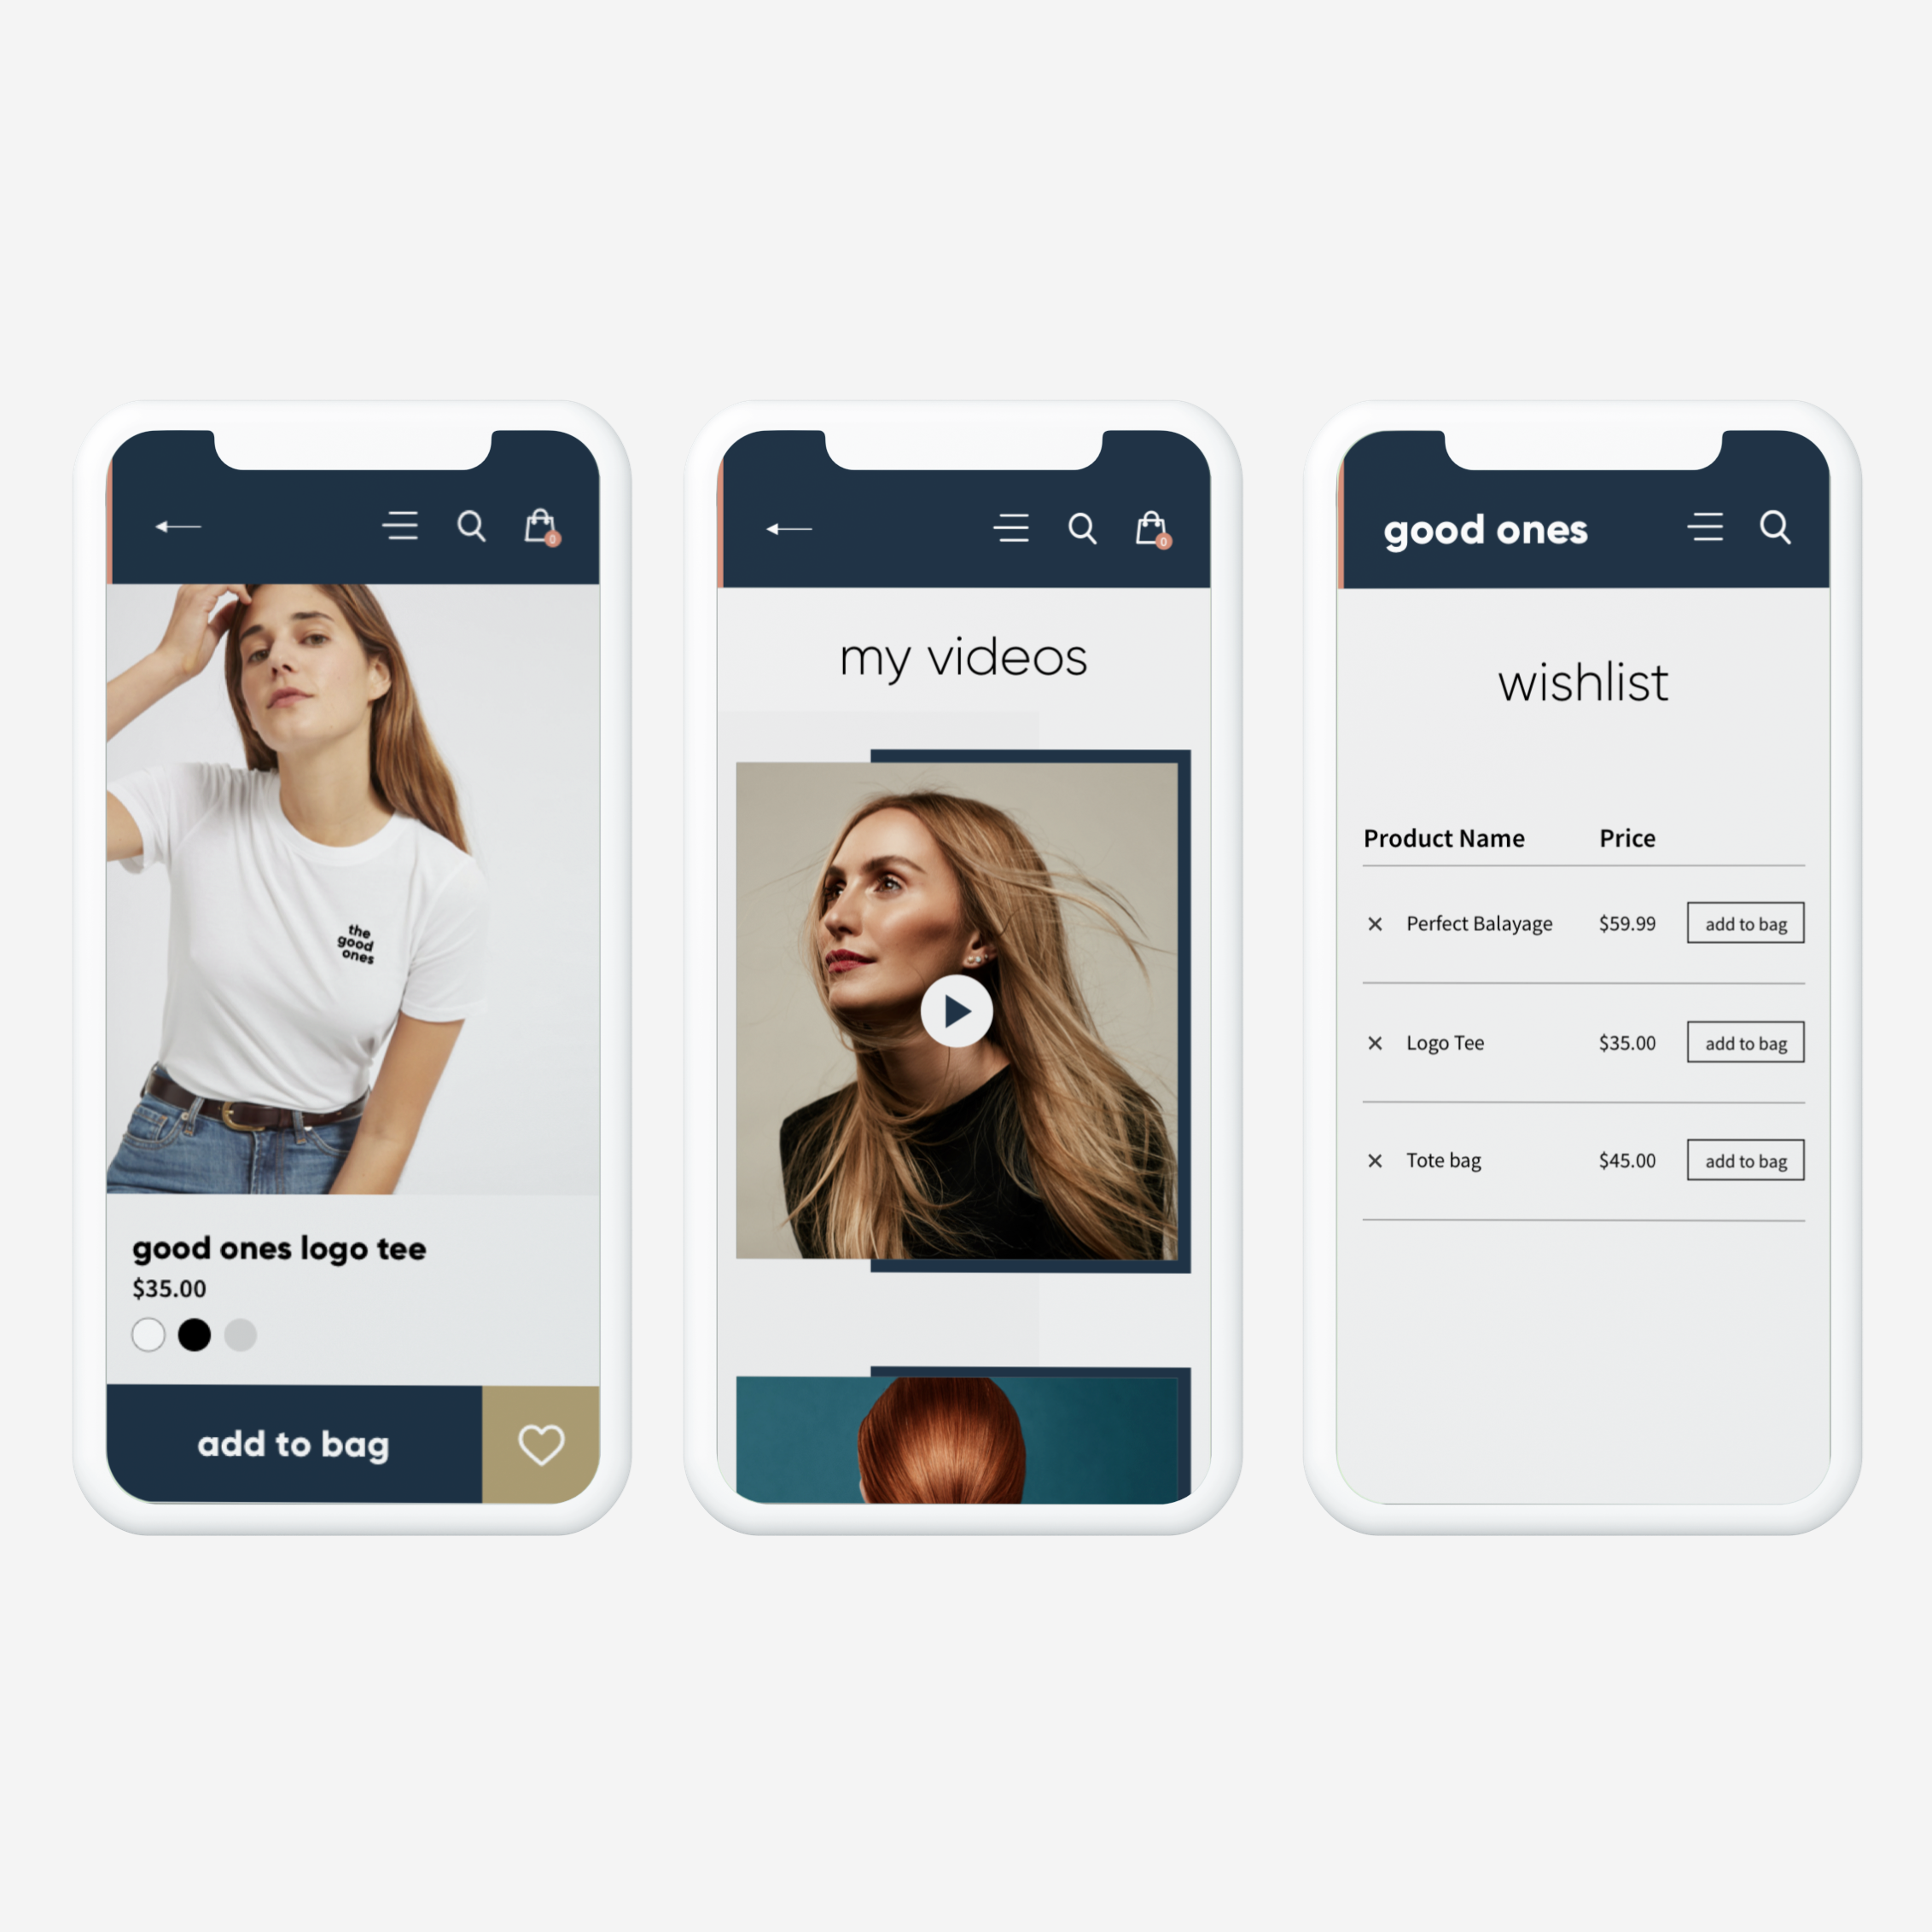 0
the
good
ones
good ones logo tee
$35.00
add to bag
0
my videos
good ones
wishlist
Product Name Price
Perfect Balayage $59.99 add to bag
Logo Tee $35.00 add to bag
Tote bag $45.00 add to bag